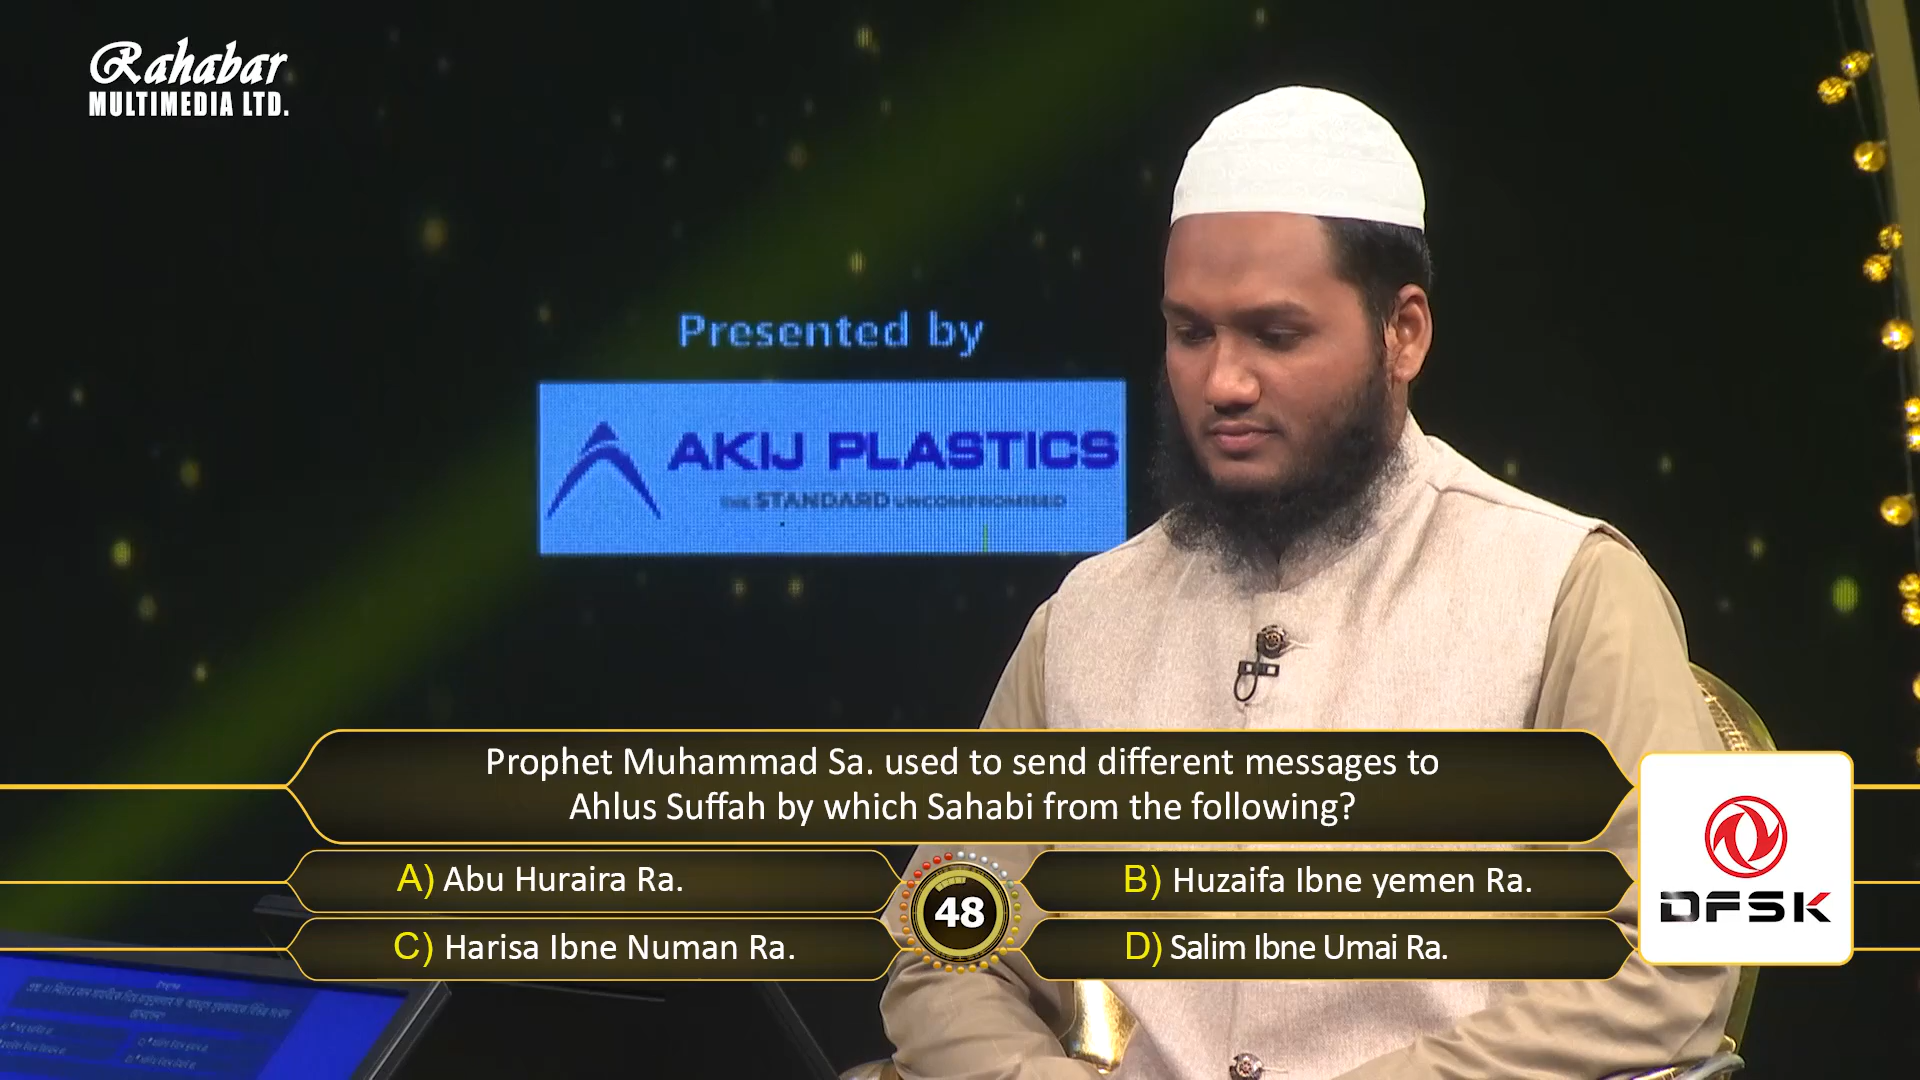 Rahabar
MULTIMEDIA LTD.
Presented by
AKIJ PLASTICS
THE STANDARD UNCOMPROMISED
Prophet Muhammad Sa. used to send different messages to
Ahlus Suffah by which Sahabi from the following?
A) Abu Huraira Ra.
B) Huzaifa Ibne yemen Ra.
48
C) Harisa Ibne Numan Ra.
D) Salim Ibne Umai Ra.
DFSK